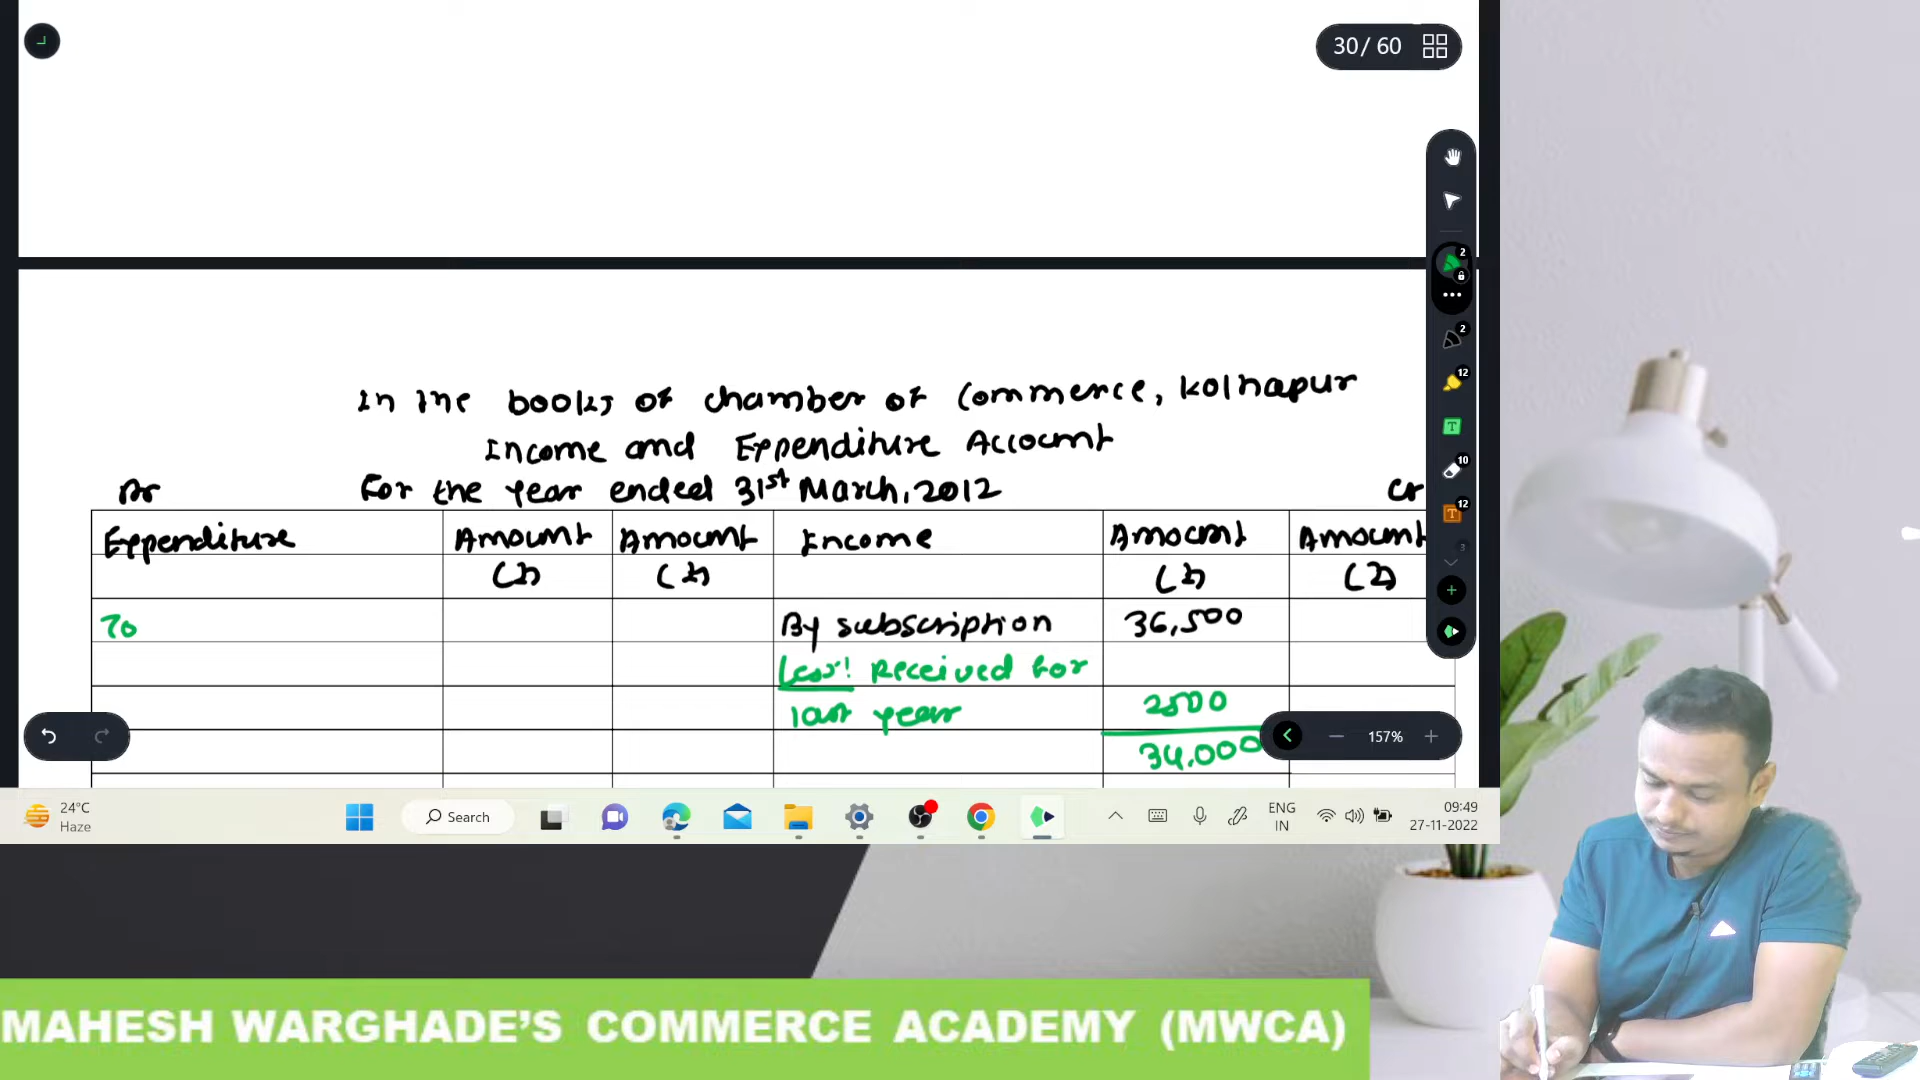 30/ 60
In the books of chamber of commerce, Kolhapur
Income and Expenditure Account
Dr For the year ended 31st March, 2012 Cr
Expenditure Amount Amount Income Amount Amount
(₹) (₹) (₹) (₹)
To By subscription 36,500
Less: Received for
last year 2500
34,000
157%
24°C
Haze
Search
ENG
IN
09:49
27-11-2022
MAHESH WARGHADE'S COMMERCE ACADEMY (MWCA)